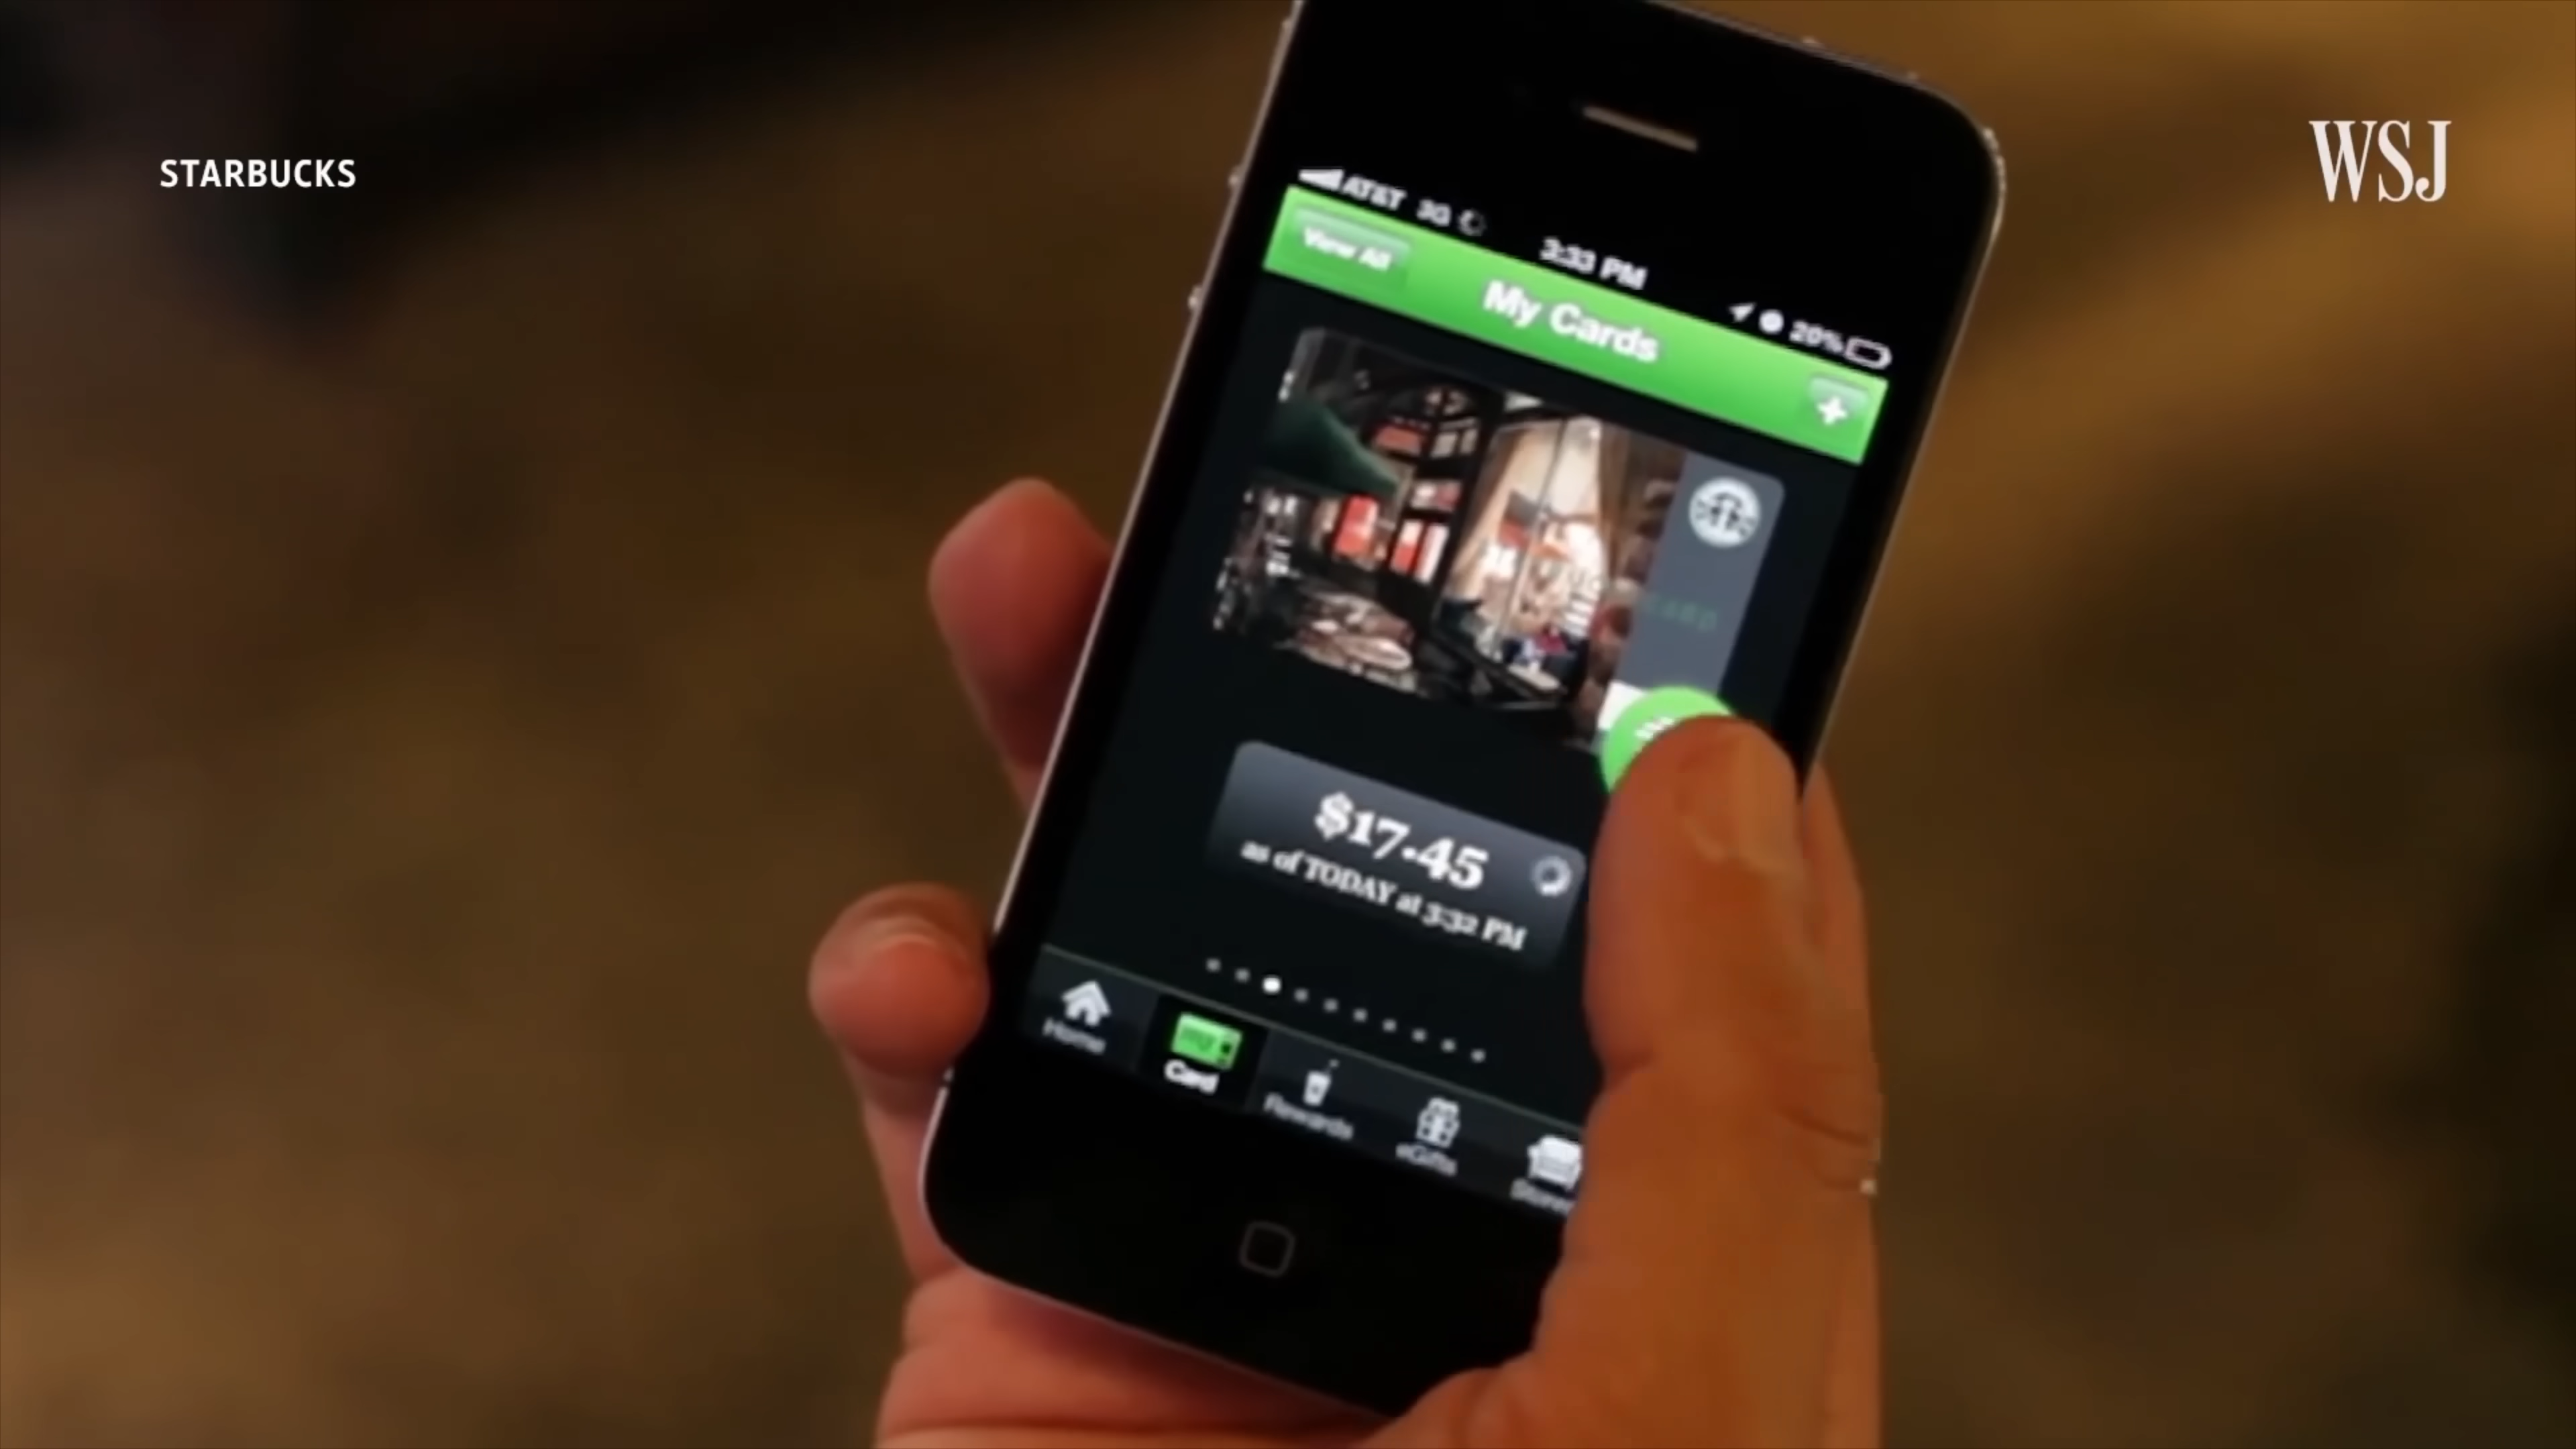 STARBUCKS
WSJ
AT&T 3G 3:33 PM 20%
View All
My Cards
+
$17.45
as of TODAY at 3:32 PM
Home
Card
Rewards
eGifts
Stores